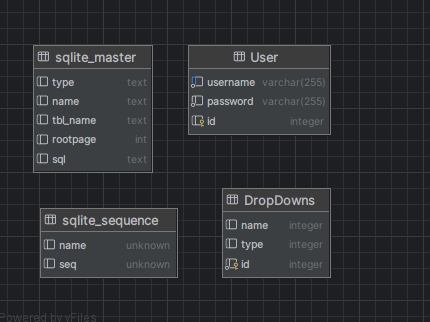 sqlite_master
type text
name text
tbl_name text
rootpage int
sql text
User
username varchar(255)
password varchar(255)
id integer
sqlite_sequence
name unknown
seq unknown
DropDowns
name integer
type integer
id integer
Powered by yFiles